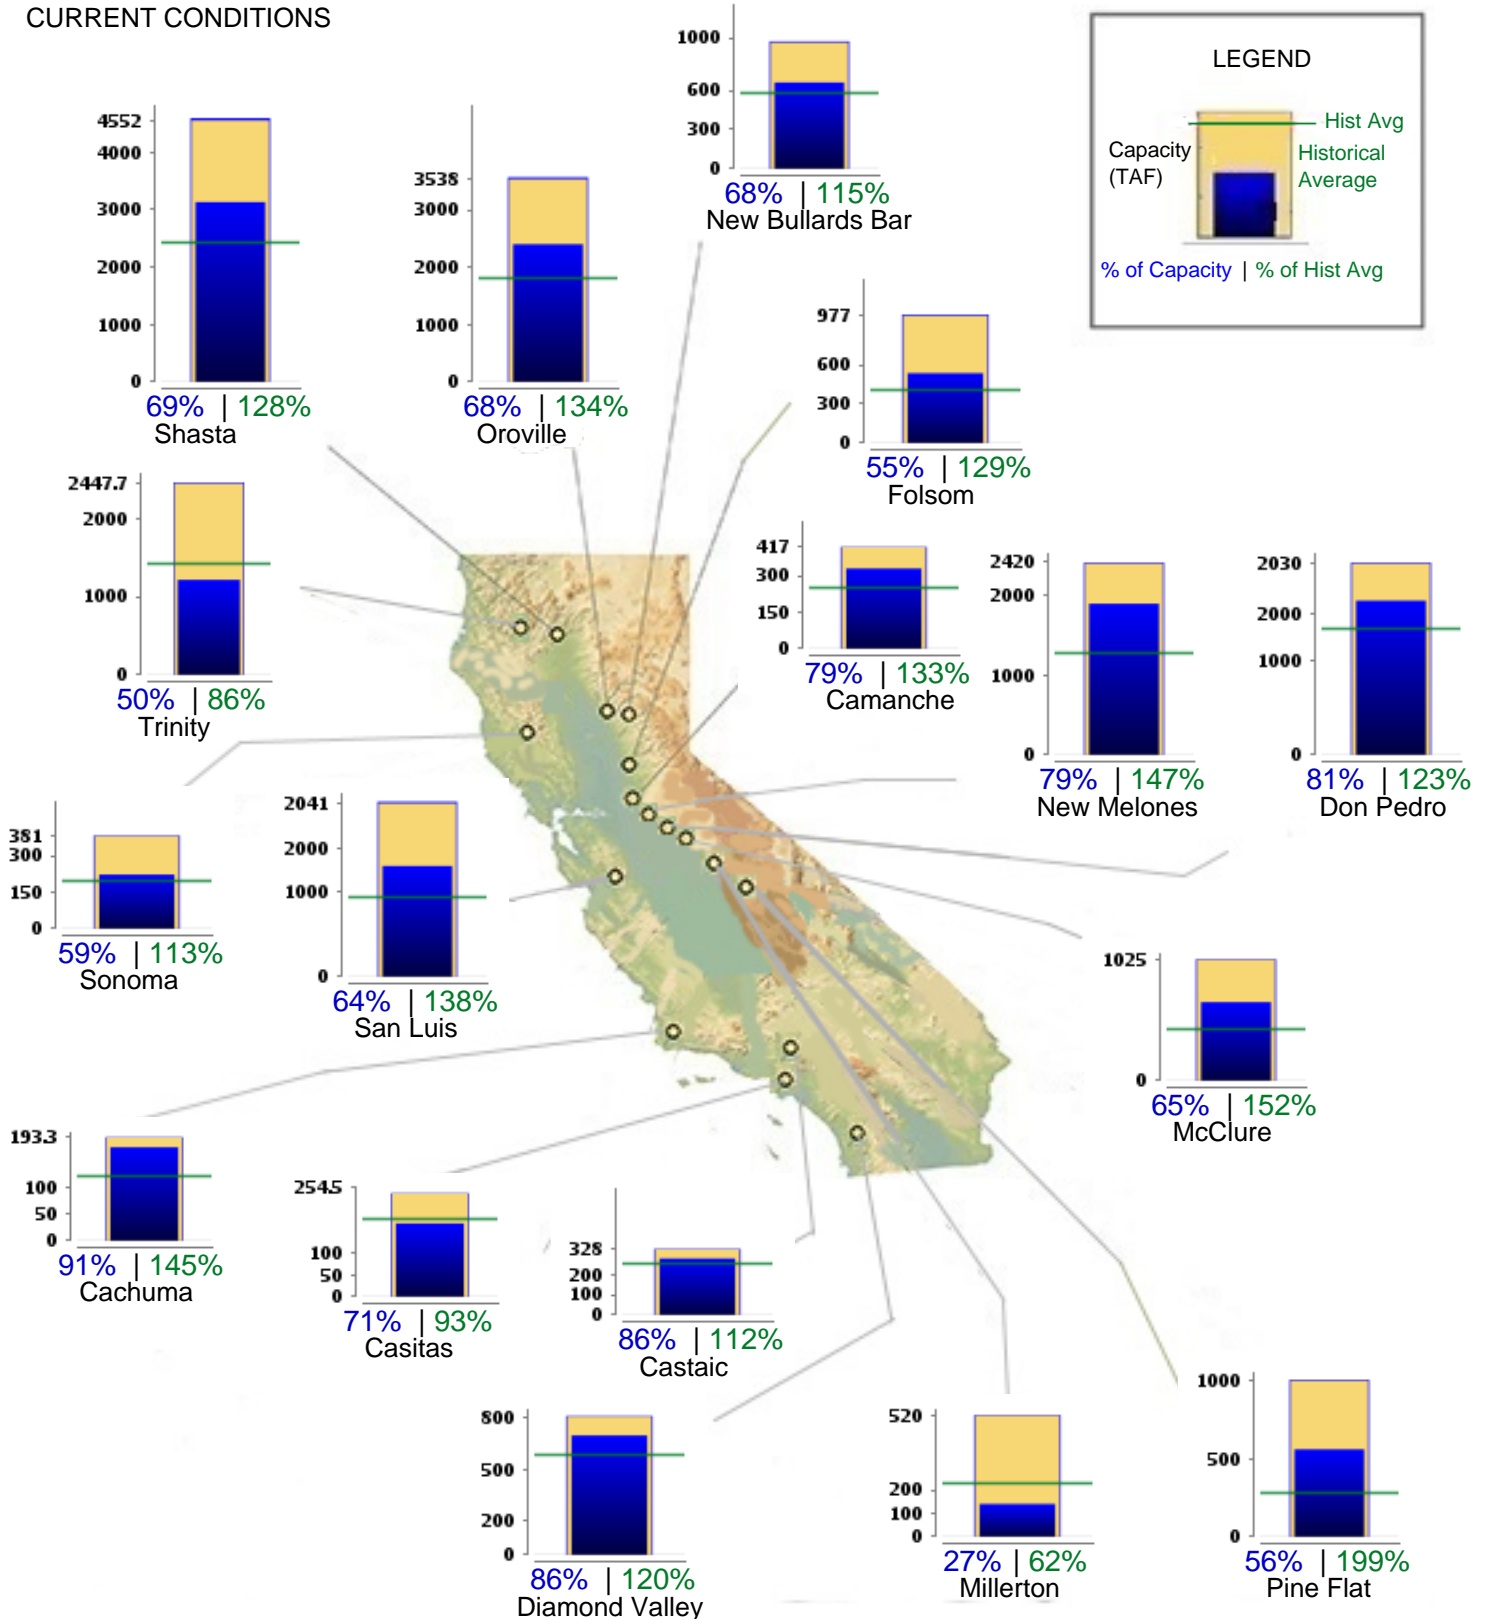 CURRENT CONDITIONS
1000
600
300
0
68% | 115%
New Bullards Bar
LEGEND
Hist Avg
Capacity
(TAF)
Historical
Average
% of Capacity | % of Hist Avg
4552
4000
3000
2000
1000
0
69% | 128%
Shasta
3538
3000
2000
1000
0
68% | 134%
Oroville
977
600
300
0
55% | 129%
Folsom
2447.7
2000
1000
0
50% | 86%
Trinity
417
300
150
0
79% | 133%
Camanche
2420
2000
1000
0
79% | 147%
New Melones
2030
2000
1000
0
81% | 123%
Don Pedro
381
300
150
0
59% | 113%
Sonoma
2041
2000
1000
0
64% | 138%
San Luis
1025
0
65% | 152%
McClure
193.3
100
50
0
91% | 145%
Cachuma
254.5
100
50
0
71% | 93%
Casitas
328
200
100
0
86% | 112%
Castaic
800
500
200
0
86% | 120%
Diamond Valley
520
200
100
0
27% | 62%
Millerton
1000
500
0
56% | 199%
Pine Flat